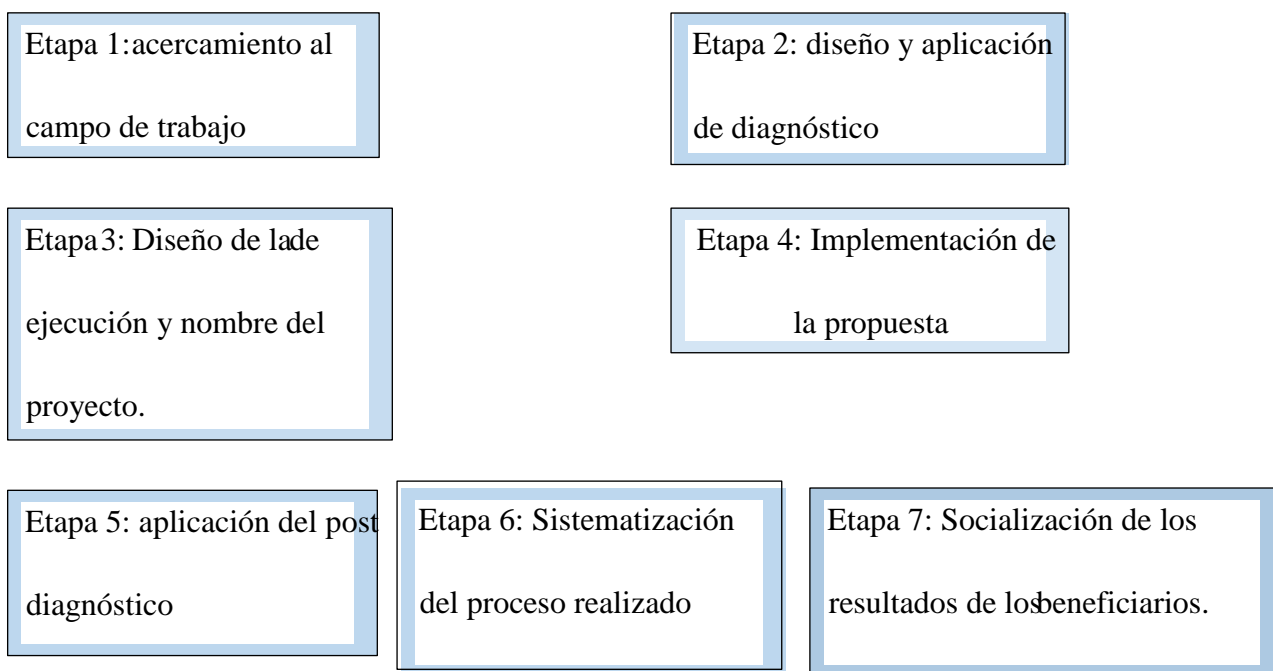 Etapa 1:acercamiento al
campo de trabajo
Etapa 2: diseño y aplicación
de diagnóstico
Etapa 3: Diseño de lade
ejecución y nombre del
proyecto.
Etapa 4: Implementación de
la propuesta
Etapa 5: aplicación del post
diagnóstico
Etapa 6: Sistematización
del proceso realizado
Etapa 7: Socialización de los
resultados de losbeneficiarios.